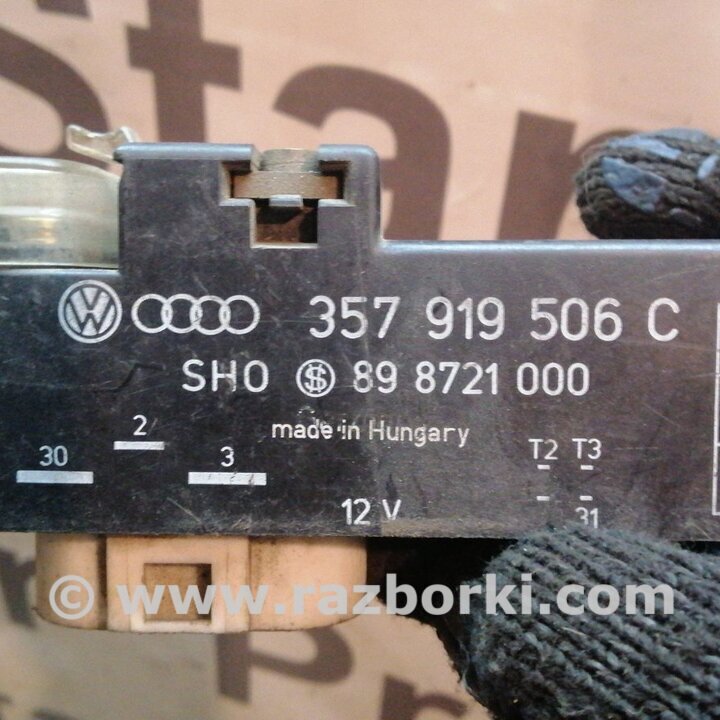 stan
357 919 506 C
SHO 89 8721 000
made in Hungary
2
30
3
T2 T3
12 V
31
© www.razborki.com